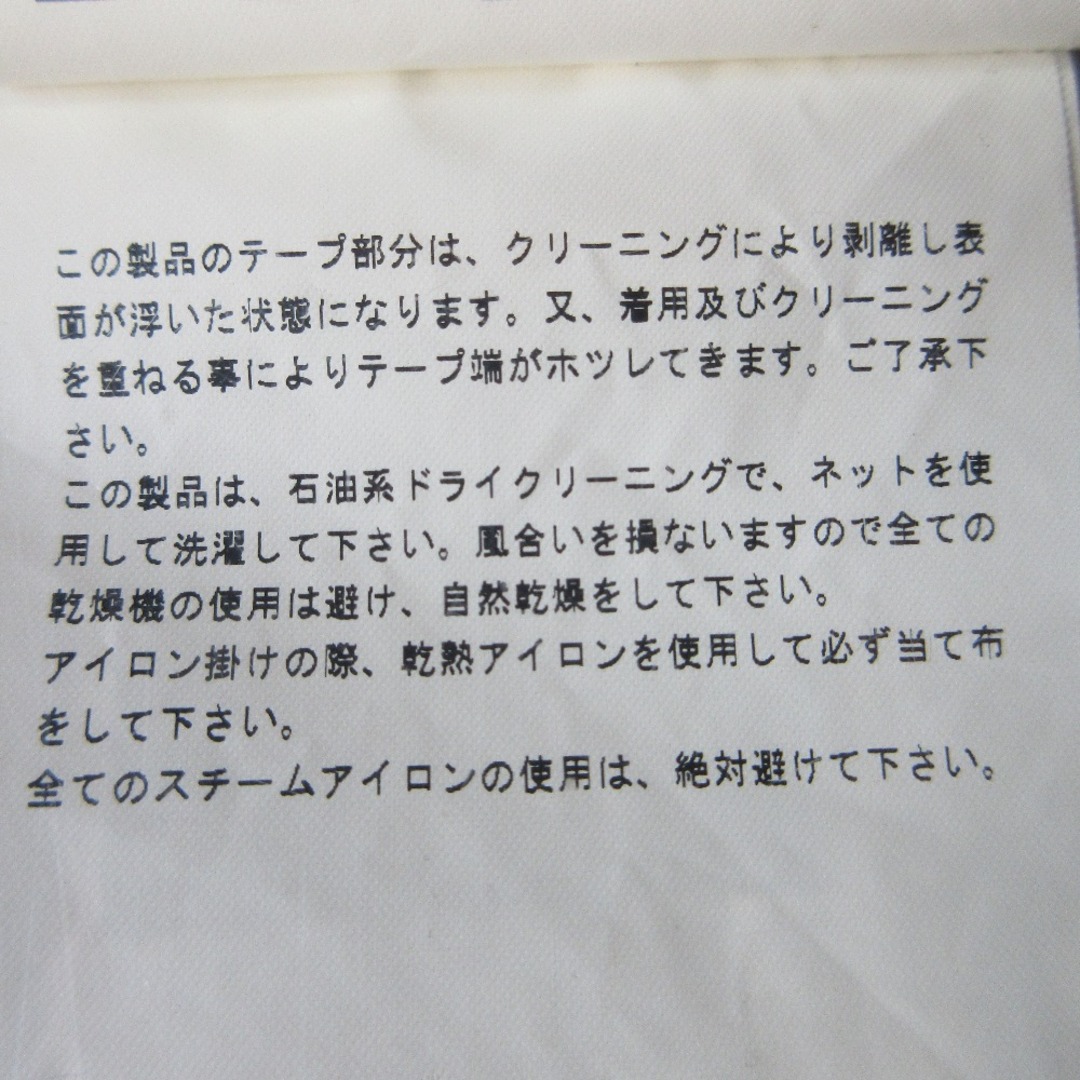 この製品のテープ部分は、クリーニングにより剥離し表
面が浮いた状態になります。又、着用及びクリーニング
を重ねる事によりテープ端がホツレてきます。ご了承下
さい。
この製品は、石油系ドライクリーニングで、ネットを使
用して洗濯して下さい。風合いを損ないますので全ての
乾燥機の使用は避け、自然乾燥をして下さい。
アイロン掛けの際、乾熱アイロンを使用して必ず当て布
をして下さい。
全てのスチームアイロンの使用は、絶対避けて下さい。